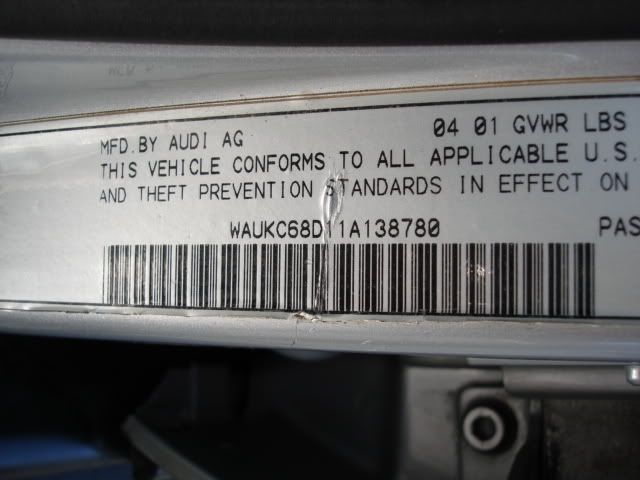 MFD.BY AUDI AG 04 01 GVWR LBS
THIS VEHICLE CONFORMS TO ALL APPLICABLE U.S.
AND THEFT PREVENTION STANDARDS IN EFFECT ON
WAUKC68D11A138780 PAS